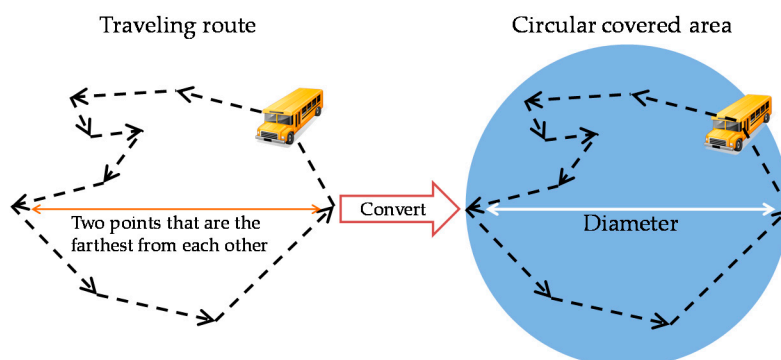 Traveling route
Circular covered area
Two points that are the
farthest from each other
Convert
Diameter